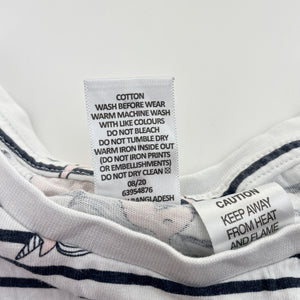 COTTON
WASH BEFORE WEAR
WARM MACHINE WASH
WITH LIKE COLOURS
DO NOT BLEACH
DO NOT TUMBLE DRY
WARM IRON INSIDE OUT
(DO NOT IRON PRINTS
OR EMBELLISHMENTS)
DO NOT DRY CLEAN
08/20
63954876
BANGLADESH
CAUTION
KEEP AWAY
FROM HEAT
AND FLAME